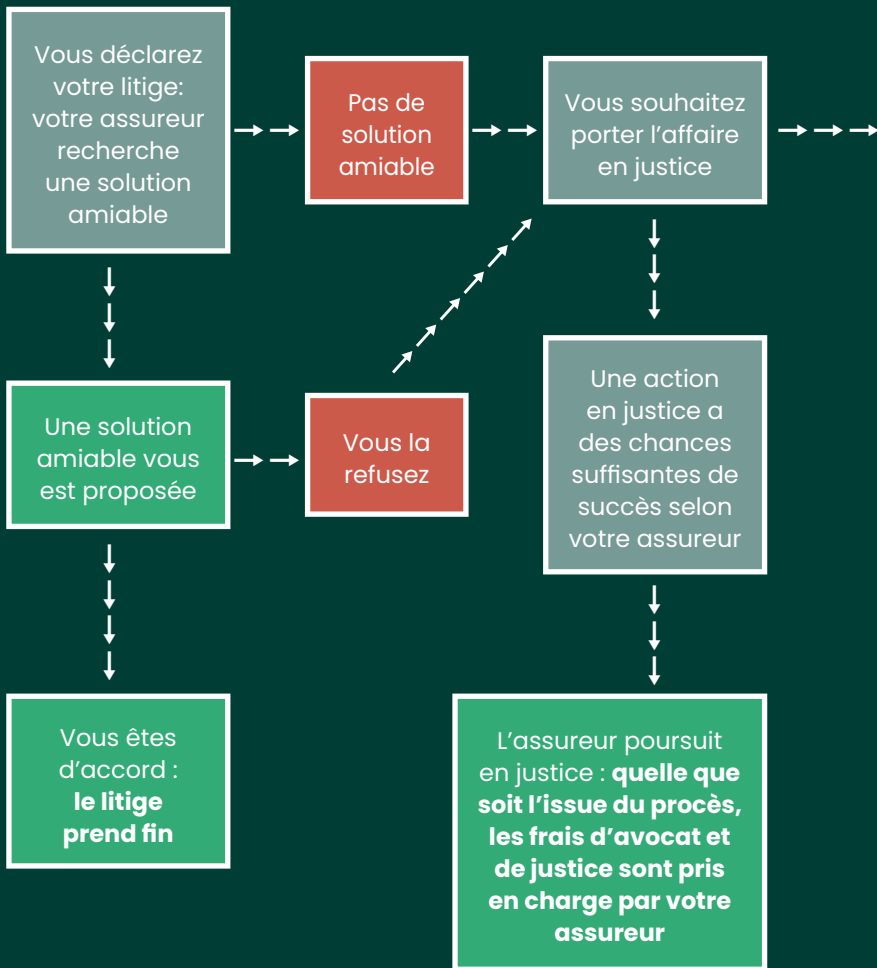 Vous déclarez
votre litige:
votre assureur
recherche
une solution
amiable
Pas de
solution
amiable
Vous souhaitez
porter l’affaire
en justice
Une solution
amiable vous
est proposée
Vous la
refusez
Une action
en justice a
des chances
suffisantes de
succès selon
votre assureur
Vous êtes
d’accord :
le litige
prend fin
L’assureur poursuit
en justice : quelle que
soit l’issue du procès,
les frais d’avocat et
de justice sont pris
en charge par votre
assureur